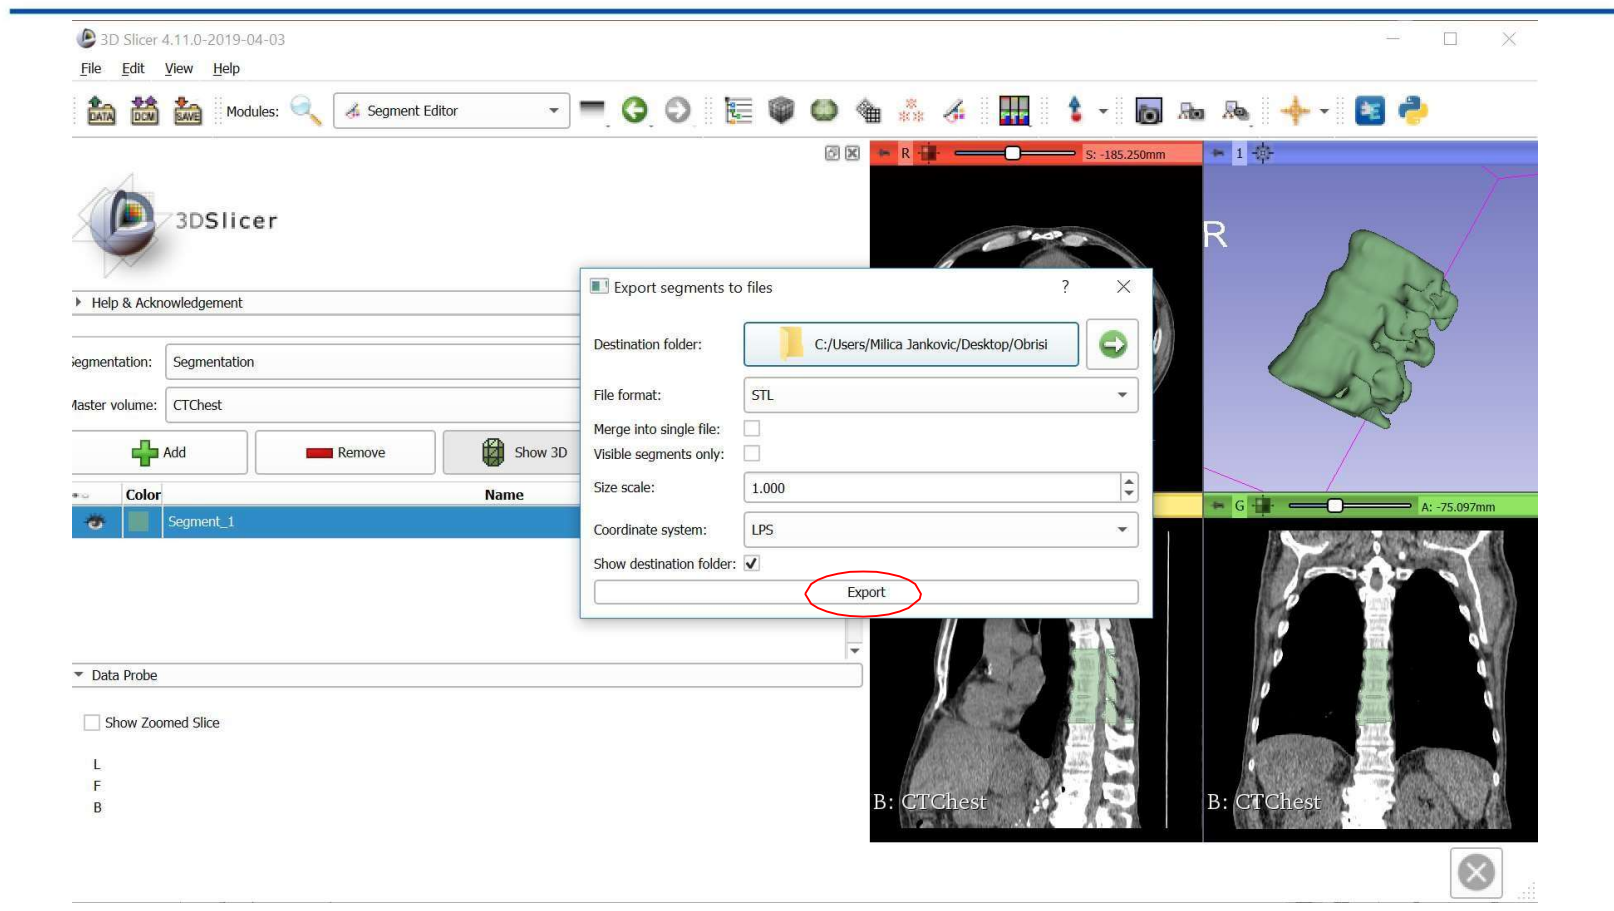 3D Slicer 4.11.0-2019-04-03
File Edit View Help
DATA DCM SAVE Modules: Segment Editor
R S: -185.250mm
1
3DSlicer
R
Help & Acknowledgement
Export segments to files ?
Destination folder: C:/Users/Milica Jankovic/Desktop/Obrisi
Segmentation: Segmentation
File format: STL
Master volume: CTChest
Merge into single file:
Add Remove Show 3D
Visible segments only:
Size scale: 1.000
Color Name
G A: -75.097mm
Segment_1
Coordinate system: LPS
Show destination folder:
Export
Data Probe
Show Zoomed Slice
L
F
B
B: CTChest
B: CTChest